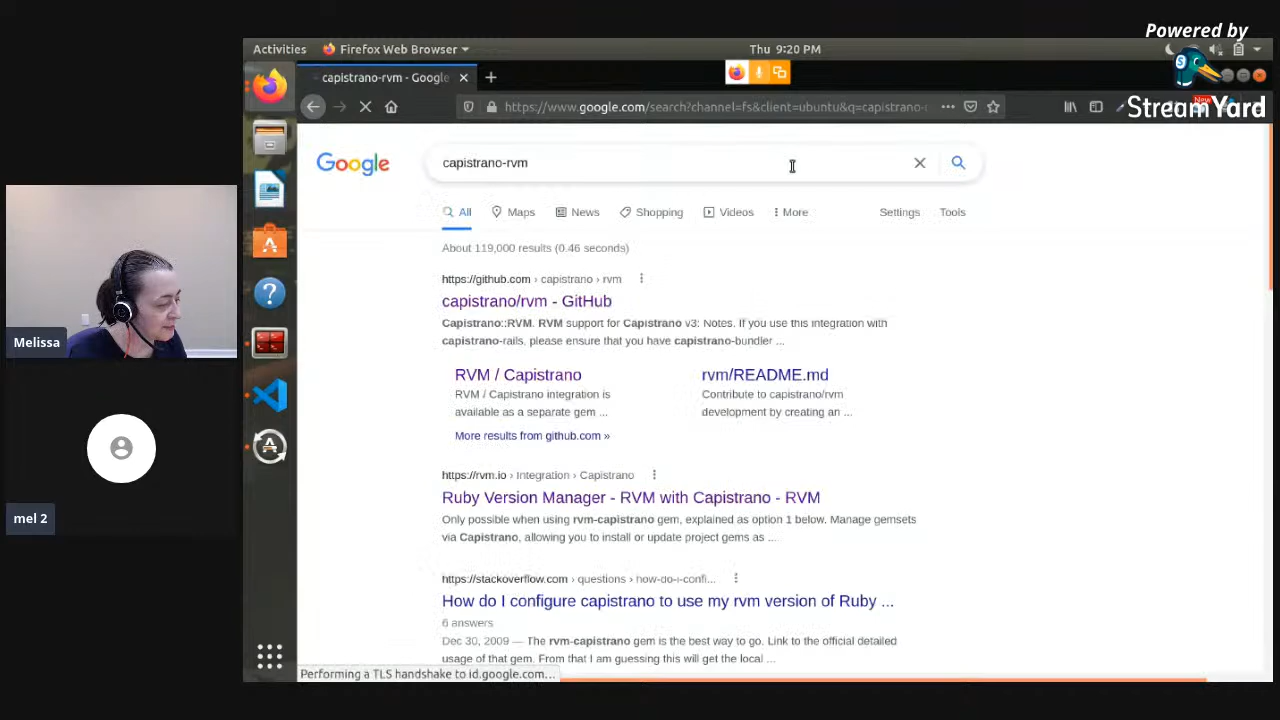 Powered by
StreamYard
Activities
Firefox Web Browser
Thu 9:20 PM
capistrano-rvm - Google
https://www.google.com/search?channel=fs&client=ubuntu&q=capistrano-
New
Google
capistrano-rvm
All
Maps
News
Shopping
Videos
More
Settings
Tools
About 119,000 results (0.46 seconds)
https://github.com › capistrano › rvm
capistrano/rvm - GitHub
Capistrano::RVM. RVM support for Capistrano v3: Notes. If you use this integration with
capistrano-rails, please ensure that you have capistrano-bundler ...
RVM / Capistrano
RVM / Capistrano integration is
available as a separate gem ...
rvm/README.md
Contribute to capistrano/rvm
development by creating an ...
More results from github.com »
https://rvm.io › Integration › Capistrano
Ruby Version Manager - RVM with Capistrano - RVM
Only possible when using rvm-capistrano gem, explained as option 1 below. Manage gemsets
via Capistrano, allowing you to install or update project gems as ...
https://stackoverflow.com › questions › how-do-i-confi...
How do I configure capistrano to use my rvm version of Ruby ...
6 answers
Dec 30, 2009 — The rvm-capistrano gem is the best way to go. Link to the official detailed
usage of that gem. From that I am guessing this will get the local ...
Performing a TLS handshake to id.google.com...
Melissa
mel 2